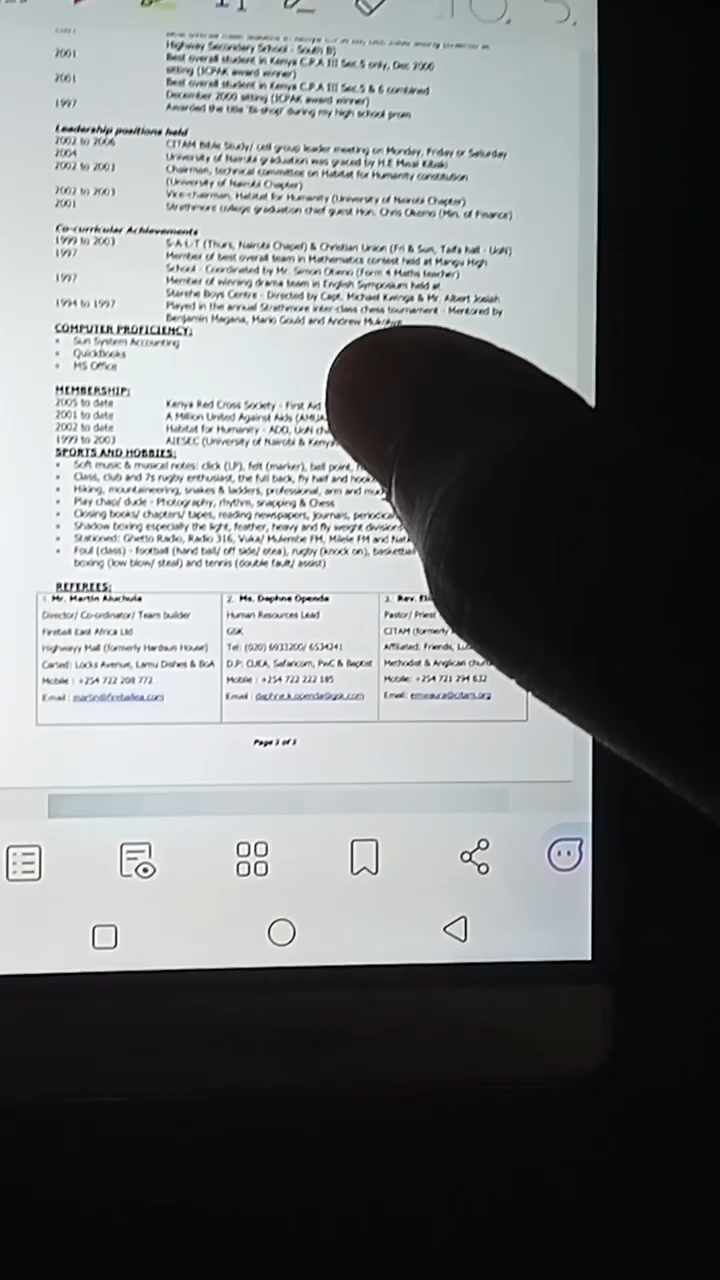 2001
Highway Secondary School - South B)
Best overall student in Kenya C.P.A III Sec.5 only, Dec 2000
sitting (ICPAK award winner)
2001 Best overall student in Kenya C.P.A III Sec.5 & 6 combined
December 2000 sitting (ICPAK award winner)
1997 Awarded the title during my high school prom
Leadership positions held
2002 to 2006 CITAM Bible Study/ cell group leader meeting on Monday, Friday or Saturday
2004 University of Nairobi graduation was graced by H.E Mwai Kibaki
2002 to 2003 Chairman, technical committee on Habitat for Humanity constitution
(University of Nairobi Chapter)
2002 to 2003 Vice-chairman, Habitat for Humanity (University of Nairobi Chapter)
2001 Strathmore college graduation chief guest Hon. Chris Okemo (Min. of Finance)
Co-curricular Achievements
1999 to 2003 S-A-L-T (Thurs, Nairobi Chapel) & Christian Union (Fri & Sun, Taifa hall - UoN)
1997 Member of best overall team in Mathematics contest held at Mangu High
School - Coordinated by Mr. Simon Oteno (Form 4 Maths teacher)
1997 Member of winning drama team in English Symposium held at
Starehe Boys Centre - Directed by Capt. Michael Kwinga & Mr. Albert Josiah
1994 to 1997 Played in the annual Strathmore inter-class chess tournament - Mentored by
Benjamin Magana, Mario Gould and Andrew
COMPUTER PROFICIENCY:
Sun System Accounting
QuickBooks
MS Office
MEMBERSHIP:
2005 to date Kenya Red Cross Society - First Aid
2001 to date A Million United Against Aids (AMUA
2002 to date Habitat for Humanity - ADD, UoN
1999 to 2003 AIESEC (University of Nairobi & Kenya
SPORTS AND HOBBIES:
Soft music & musical notes: click (LP), felt (marker), ball point,
Class, club and 7s rugby enthusiast, the full back, fly half and
Hiking, mountaineering, snakes & ladders, professional, arm and
Play chap/ dude - Photography, rhythm, snapping & Chess
Closing books/ chapters/ tapes, reading newspapers, journals,
Shadow boxing especially the light, feather, heavy and fly weight
Stationed: Ghetto Radio, Radio 316, Vuka/ Mulembe FM, Milele FM and
Foul (class) - football (hand ball/ off side/ otea), rugby (knock on),
boxing (low blow/ steal) and tennis (double fault/ assist)
REFEREES:
1. Mr. Martin Aluchula
Director/ Co-ordinator/ Team builder
Fireball East Africa Ltd
Highwayy Mall (formerly Hardsun House)
Carted: Locks Avenue, Lamu Dishes & BoA
Mobile : +254 722 208 772
Email : martin@fireballea.com
2. Ms. Daphne Openda
Human Resources Lead
GSK
Tel: (020) 6933200/ 6534241
D.P: CUEA, Safaricom, PwC & Baptist
Mobile : +254 722 222 185
Email : daphne.k.openda@gsk.com
3. Rev.
Pastor/ Priest
CITAM (formerly
Affiliated: Friends,
Methodist & Anglican
Mobile: +254 721 294 632
Email:
Page 3 of 3